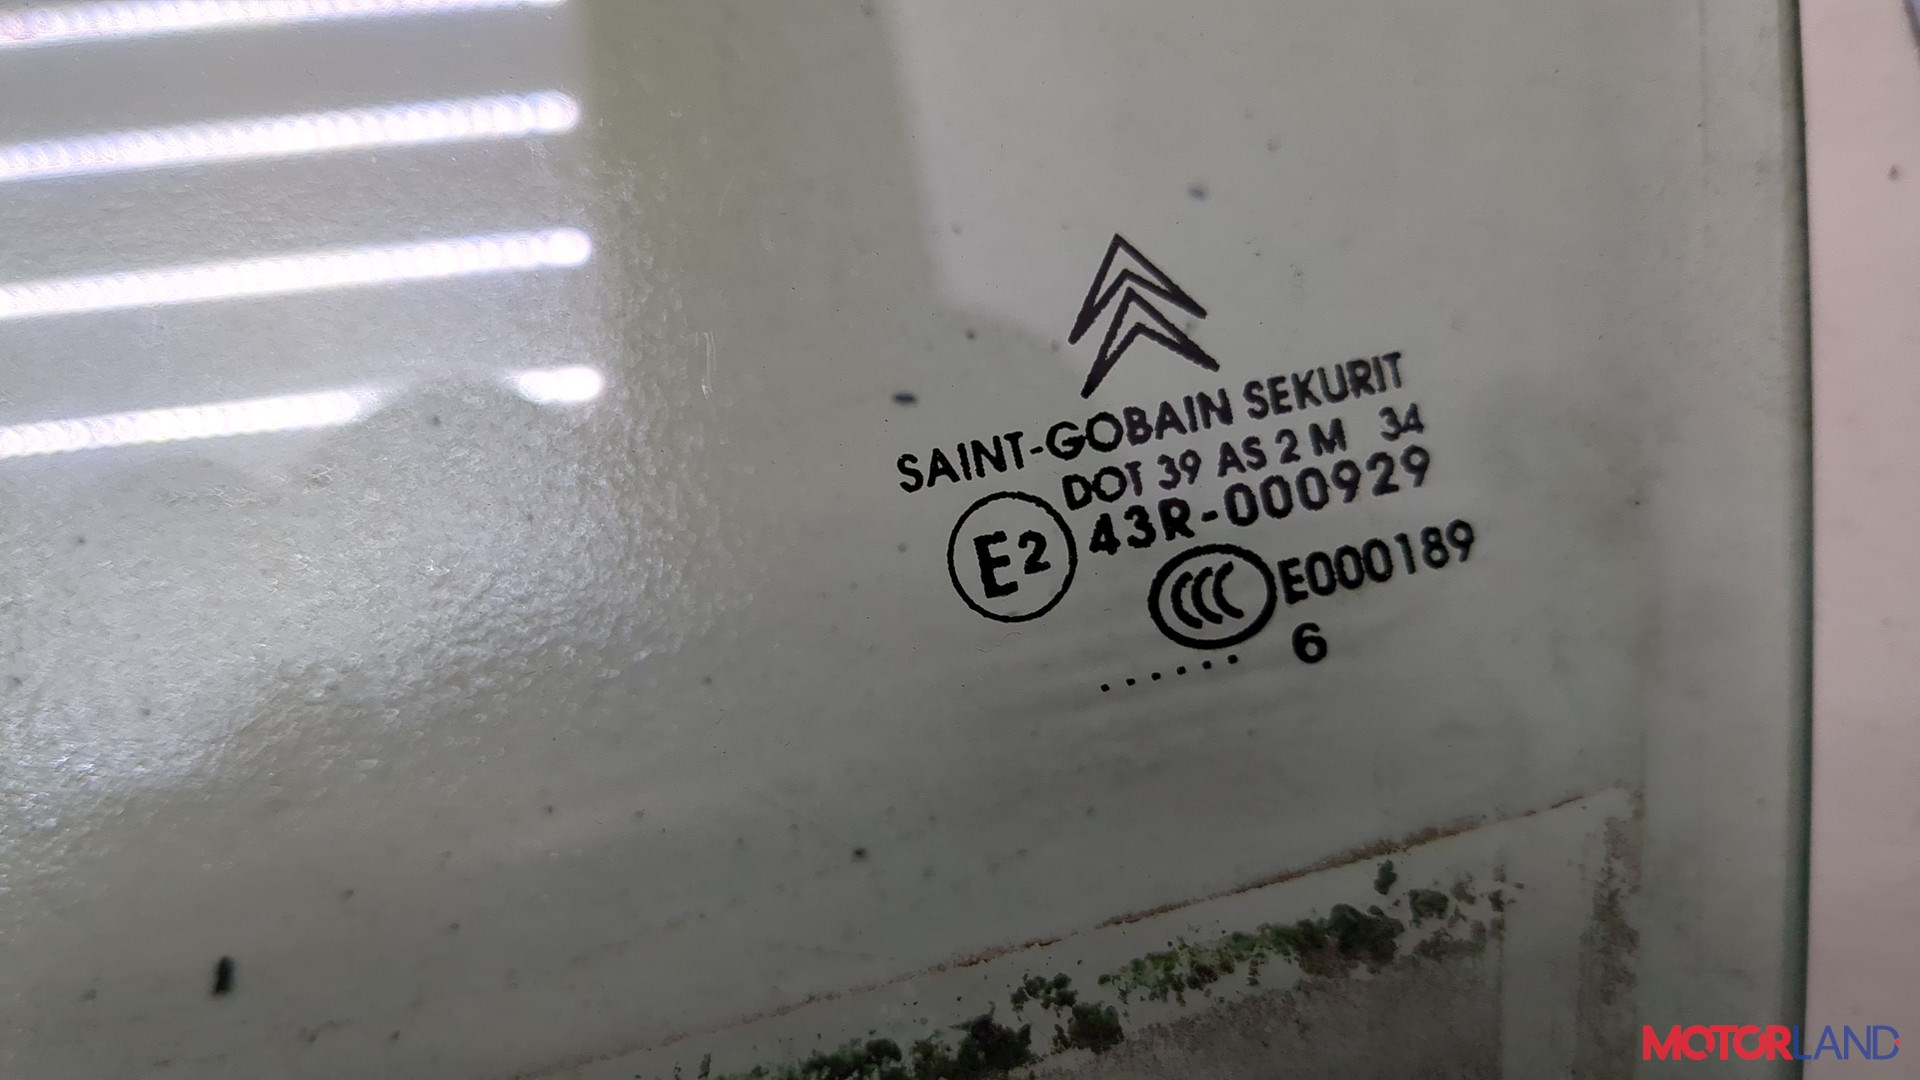 SAINT-GOBAIN SEKURIT
DOT 39 AS 2 M 34
E2 43R-000929
CCC E000189
...... 6
MOTORLAND